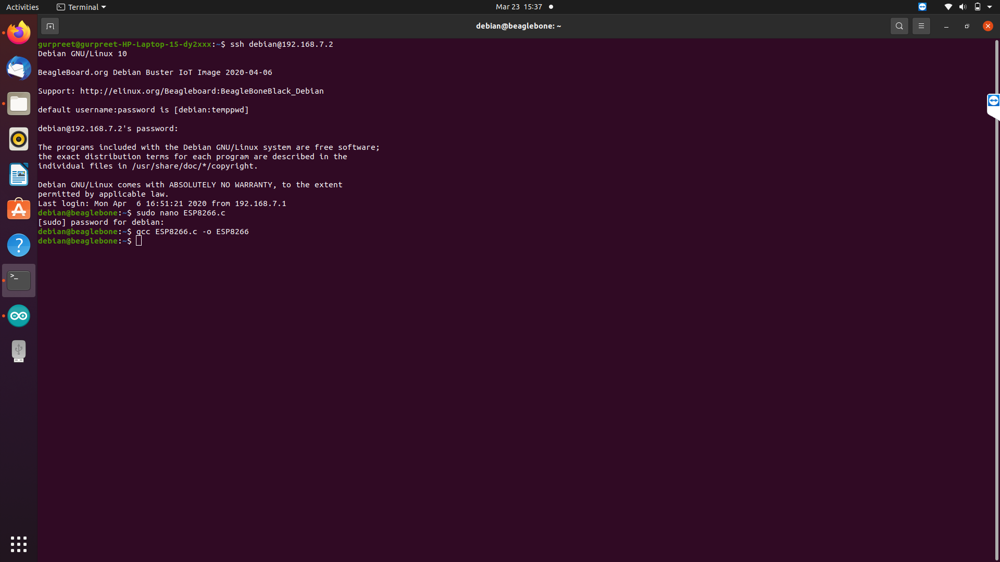 Activities
Terminal
Mar 23 15:37
debian@beaglebone: ~
gurpreet@gurpreet-HP-Laptop-15-dy2xxx:~$ ssh debian@192.168.7.2
Debian GNU/Linux 10
BeagleBoard.org Debian Buster IoT Image 2020-04-06
Support: http://elinux.org/Beagleboard:BeagleBoneBlack_Debian
default username:password is [debian:temppwd]
debian@192.168.7.2's password:
The programs included with the Debian GNU/Linux system are free software;
the exact distribution terms for each program are described in the
individual files in /usr/share/doc/*/copyright.
Debian GNU/Linux comes with ABSOLUTELY NO WARRANTY, to the extent
permitted by applicable law.
Last login: Mon Apr  6 16:51:21 2020 from 192.168.7.1
debian@beaglebone:~$ sudo nano ESP8266.c
[sudo] password for debian:
debian@beaglebone:~$ gcc ESP8266.c -o ESP8266
debian@beaglebone:~$